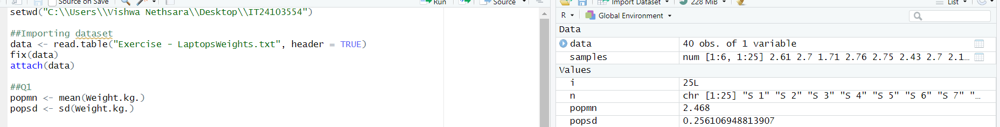 Source on Save
Run
Source
setwd("C:\\Users\\Vishwa Nethsara\\Desktop\\IT24103554")
##Importing dataset
data <- read.table("Exercise - LaptopsWeights.txt", header = TRUE)
fix(data)
attach(data)
##Q1
popmn <- mean(Weight.kg.)
popsd <- sd(Weight.kg.)
Import Dataset
228 MiB
List
R
Global Environment
Data
data 40 obs. of 1 variable
samples num [1:6, 1:25] 2.61 2.7 1.71 2.76 2.75 2.43 2.7 2.1…
Values
i 25L
n chr [1:25] "S 1" "S 2" "S 3" "S 4" "S 5" "S 6" "S 7" "…
popmn 2.468
popsd 0.256106948813907